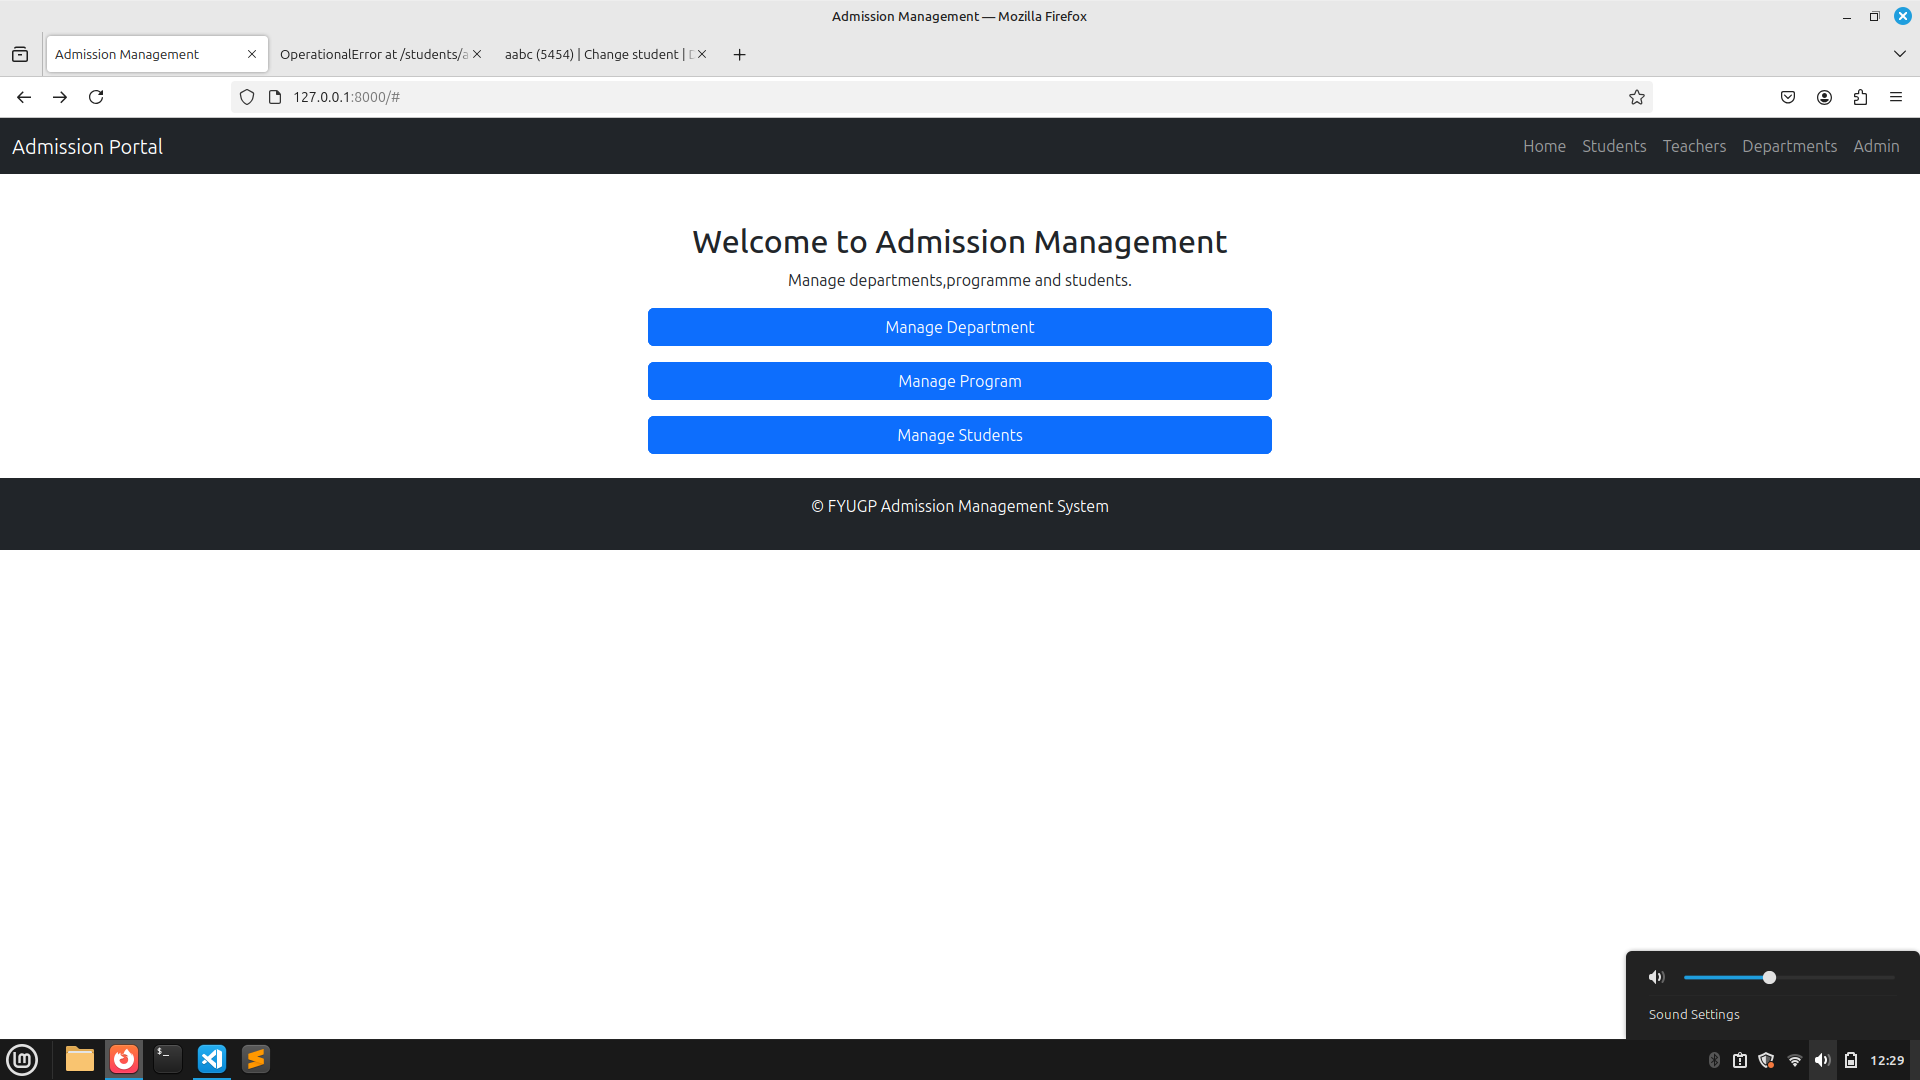 Admission Management — Mozilla Firefox
Admission Management
OperationalError at /students/a
aabc (5454) | Change student |
127.0.0.1:8000/#
Admission Portal
Home Students Teachers Departments Admin
Welcome to Admission Management
Manage departments,programme and students.
Manage Department
Manage Program
Manage Students
© FYUGP Admission Management System
Sound Settings
12:29